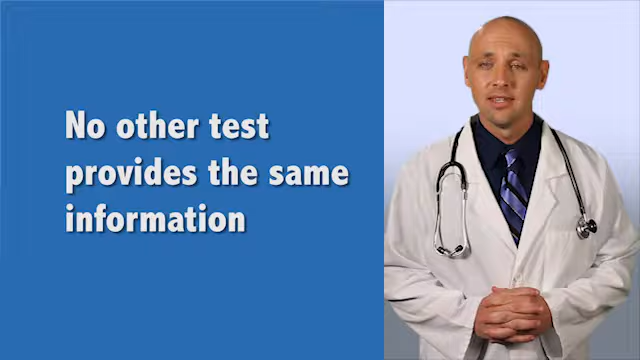 No other test
provides the same
information